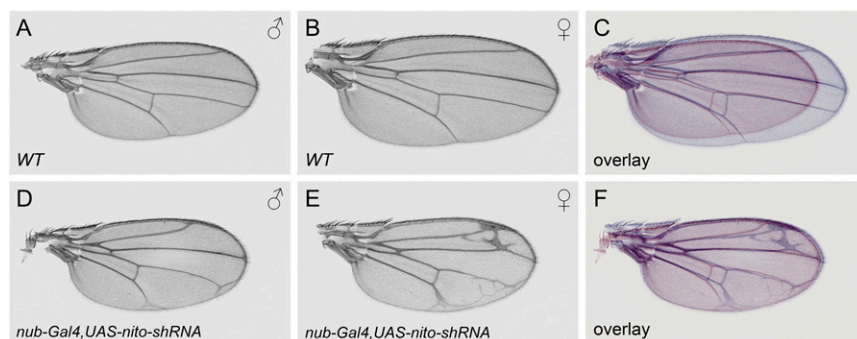 A ♂
WT
B ♀
WT
C
overlay
D ♂
nub-Gal4,UAS-nito-shRNA
E ♀
nub-Gal4,UAS-nito-shRNA
F
overlay